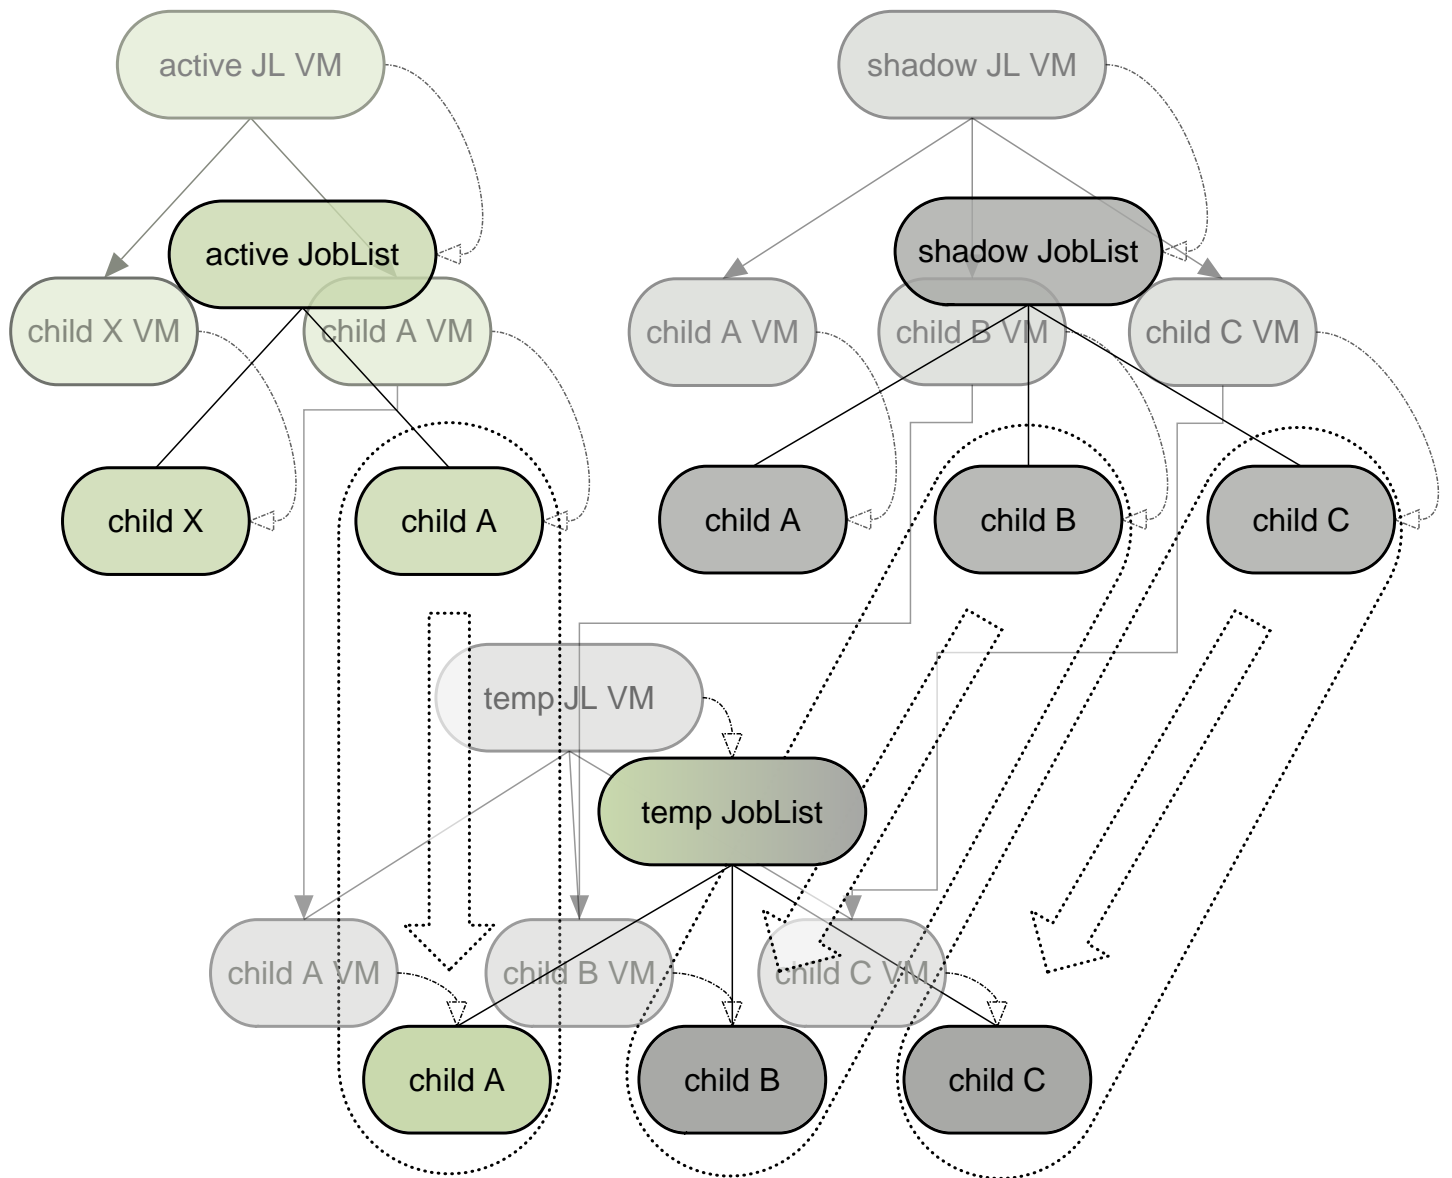 active JL VM
shadow JL VM
active JobList
shadow JobList
child X VM
child A VM
child A VM
child B VM
child C VM
child X
child A
child A
child B
child C
temp JL VM
temp JobList
child A VM
child B VM
child C VM
child A
child B
child C